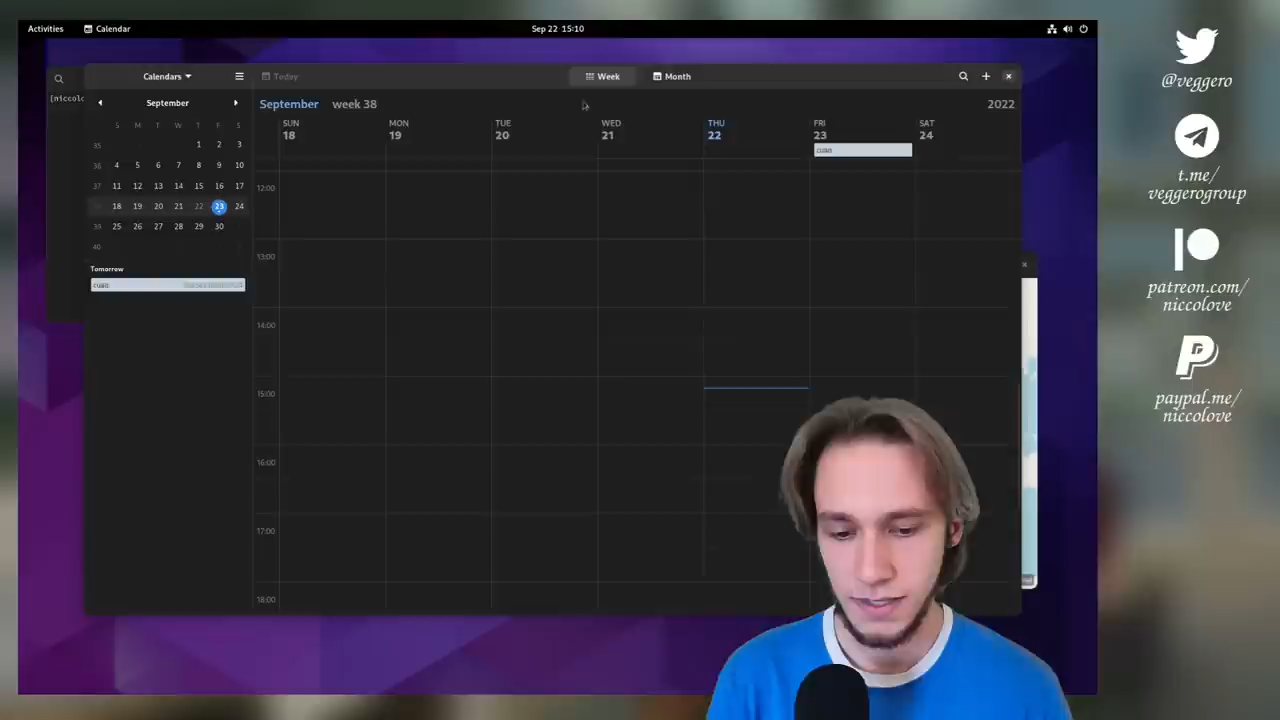 Activities
Calendar
Sep 22 15:10
Calendars
Today
Week
Month
September
September week 38
2022
S M T W T F S
35 1 2 3
36 4 5 6 7 8 9 10
37 11 12 13 14 15 16 17
18 19 20 21 22 23 24
39 25 26 27 28 29 30
40
Tomorrow
SUN 18
MON 19
TUE 20
WED 21
THU 22
FRI 23
SAT 24
12:00
13:00
14:00
15:00
16:00
17:00
18:00
@veggero
t.me/
veggerogroup
patreon.com/
niccolove
paypal.me/
niccolove